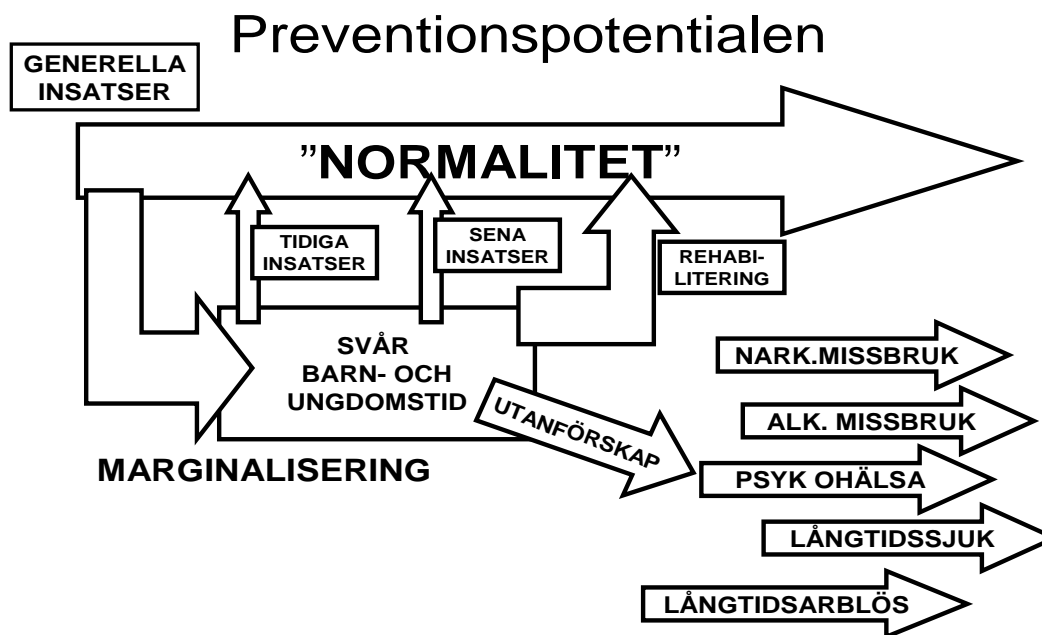 Preventionspotentialen
GENERELLA
INSATSER
”NORMALITET”
TIDIGA
INSATSER
SENA
INSATSER
REHABI-
LITERING
SVÅR
BARN- OCH
UNGDOMSTID
UTANFÖRSKAP
MARGINALISERING
NARK.MISSBRUK
ALK. MISSBRUK
PSYK OHÄLSA
LÅNGTIDSSJUK
LÅNGTIDSARBLÖS